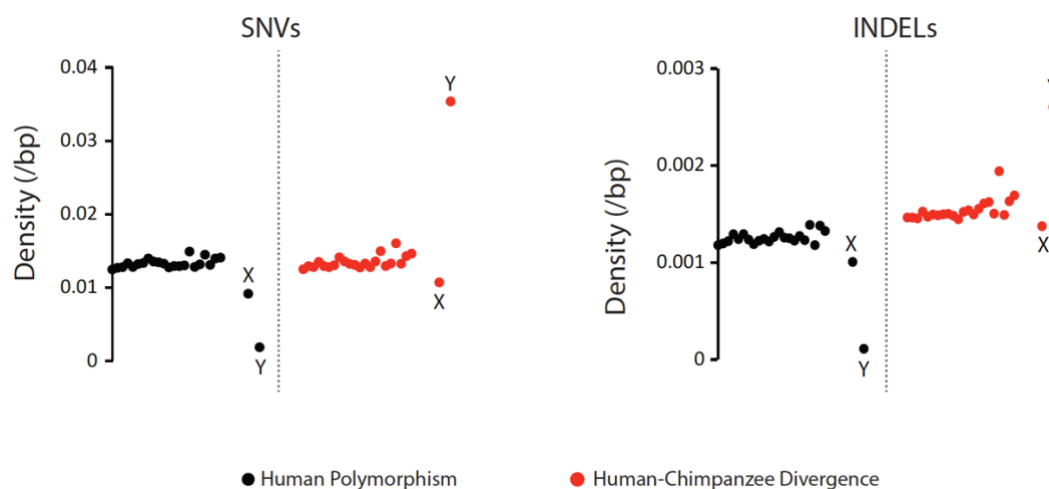 SNVs
INDELs
Density (/bp)
0.04
0.03
0.02
0.01
0
X
Y
Y
X
Density (/bp)
0.003
0.002
0.001
0
X
Y
X
Human Polymorphism
Human-Chimpanzee Divergence